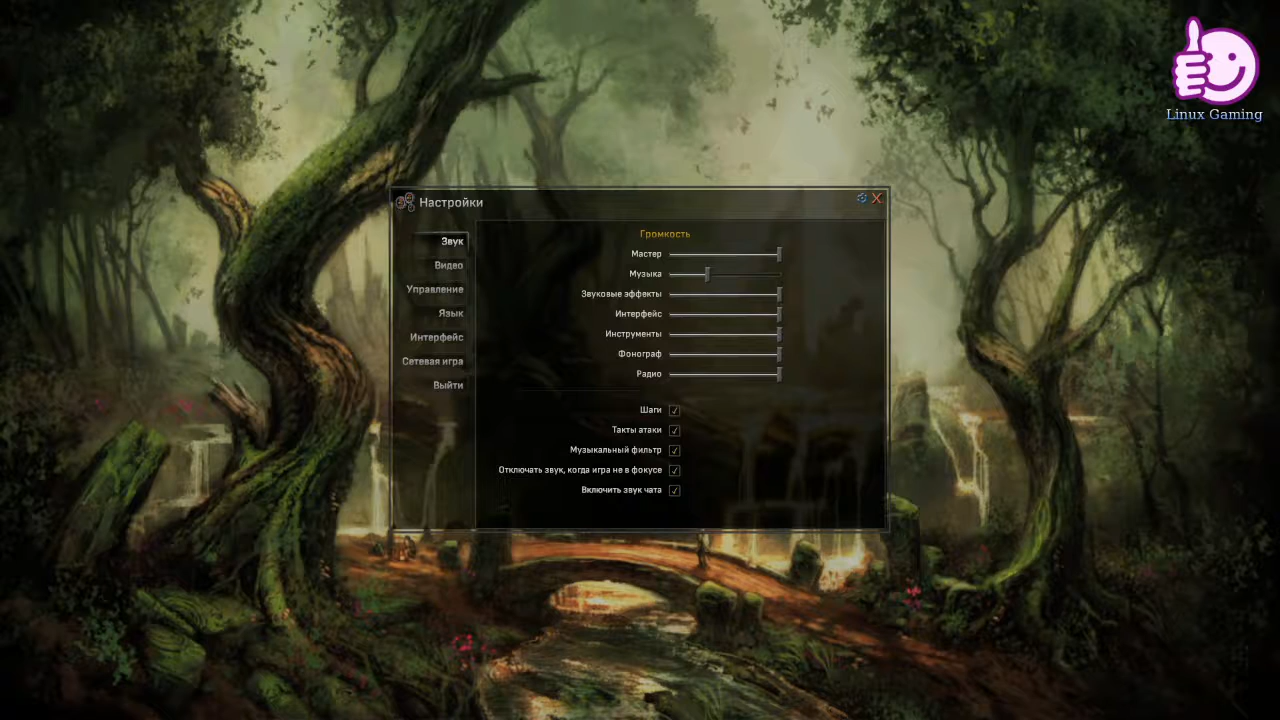 Linux Gaming
Настройки
Звук
Видео
Управление
Язык
Интерфейс
Сетевая игра
Выйти
Громкость
Мастер
Музыка
Звуковые эффекты
Интерфейс
Инструменты
Фонограф
Радио
Шаги
Такты атаки
Музыкальный фильтр
Отключать звук, когда игра не в фокусе
Включить звук чата